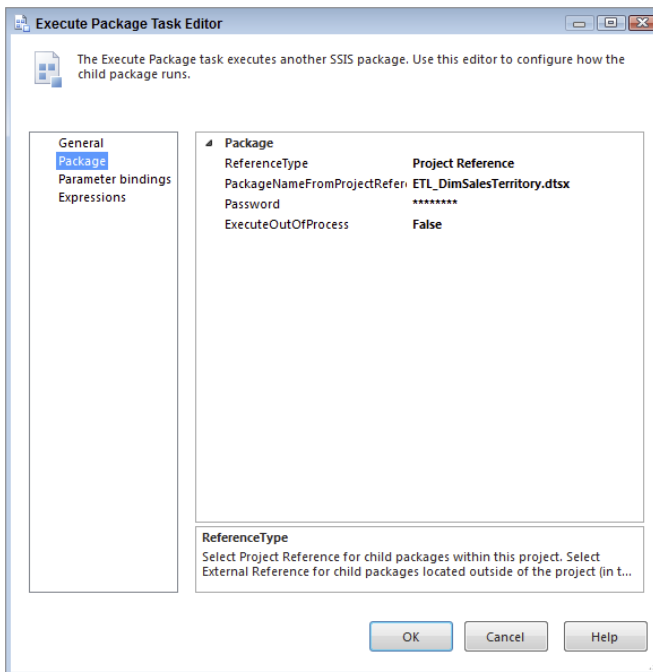 Execute Package Task Editor
The Execute Package task executes another SSIS package. Use this editor to configure how the
child package runs.
General
Package
Parameter bindings
Expressions
Package
ReferenceType Project Reference
PackageNameFromProjectRefer ETL_DimSalesTerritory.dtsx
Password ********
ExecuteOutOfProcess False
ReferenceType
Select Project Reference for child packages within this project. Select
External Reference for child packages located outside of the project (in t...
OK Cancel Help